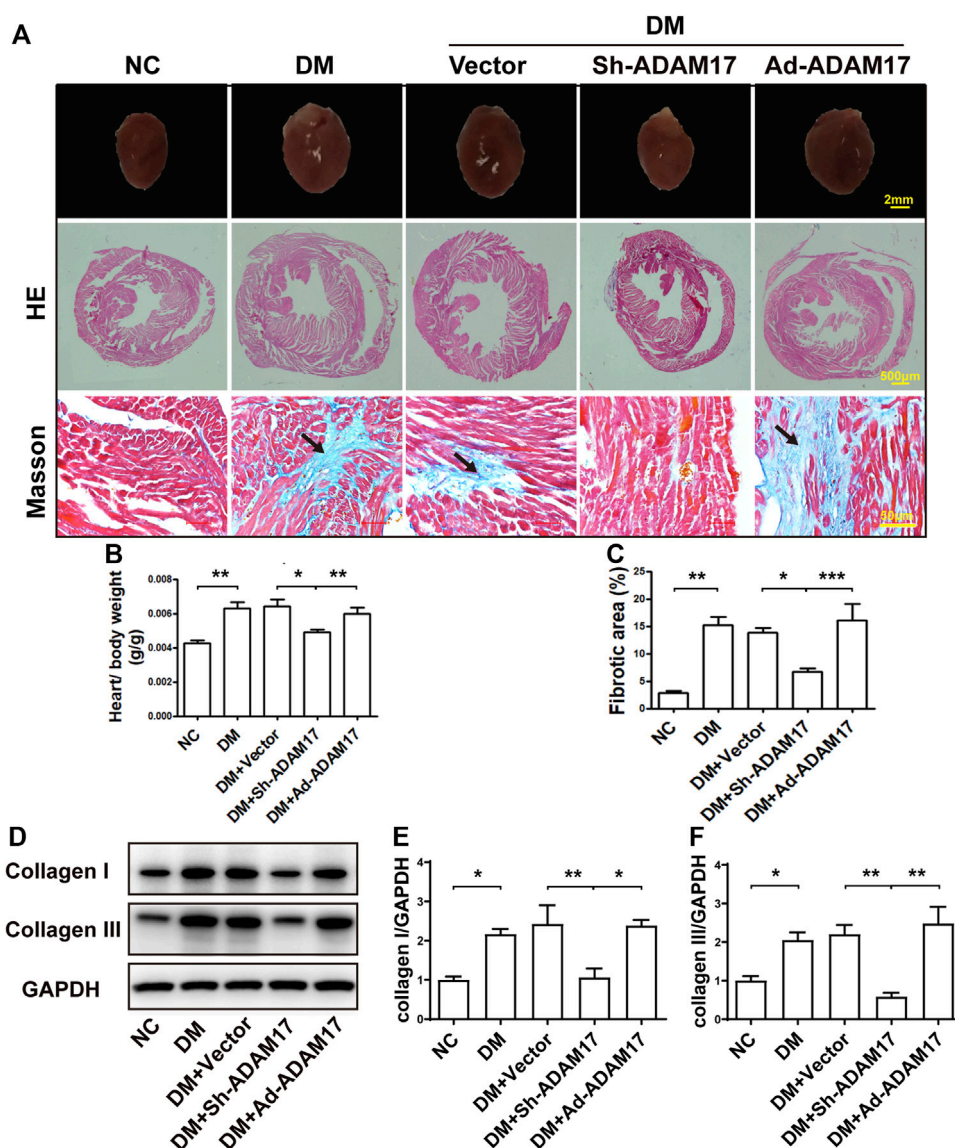 A
DM
NC
DM
Vector
Sh-ADAM17
Ad-ADAM17
2mm
HE
500μm
Masson
50μm
B
Heart/ body weight
(g/g)
0.008
0.006
0.004
0.002
0.000
**
*
**
NC
DM
DM+Vector
DM+Sh-ADAM17
DM+Ad-ADAM17
C
Fibrotic area (%)
25
20
15
10
5
0
**
*
***
NC
DM
DM+Vector
DM+Sh-ADAM17
DM+Ad-ADAM17
D
Collagen I
Collagen III
GAPDH
NC
DM
DM+Vector
DM+Sh-ADAM17
DM+Ad-ADAM17
E
collagen I/GAPDH
4
3
2
1
0
*
**
*
NC
DM
DM+Vector
DM+Sh-ADAM17
DM+Ad-ADAM17
F
collagen III/GAPDH
4
3
2
1
0
*
**
**
NC
DM
DM+Vector
DM+Sh-ADAM17
DM+Ad-ADAM17